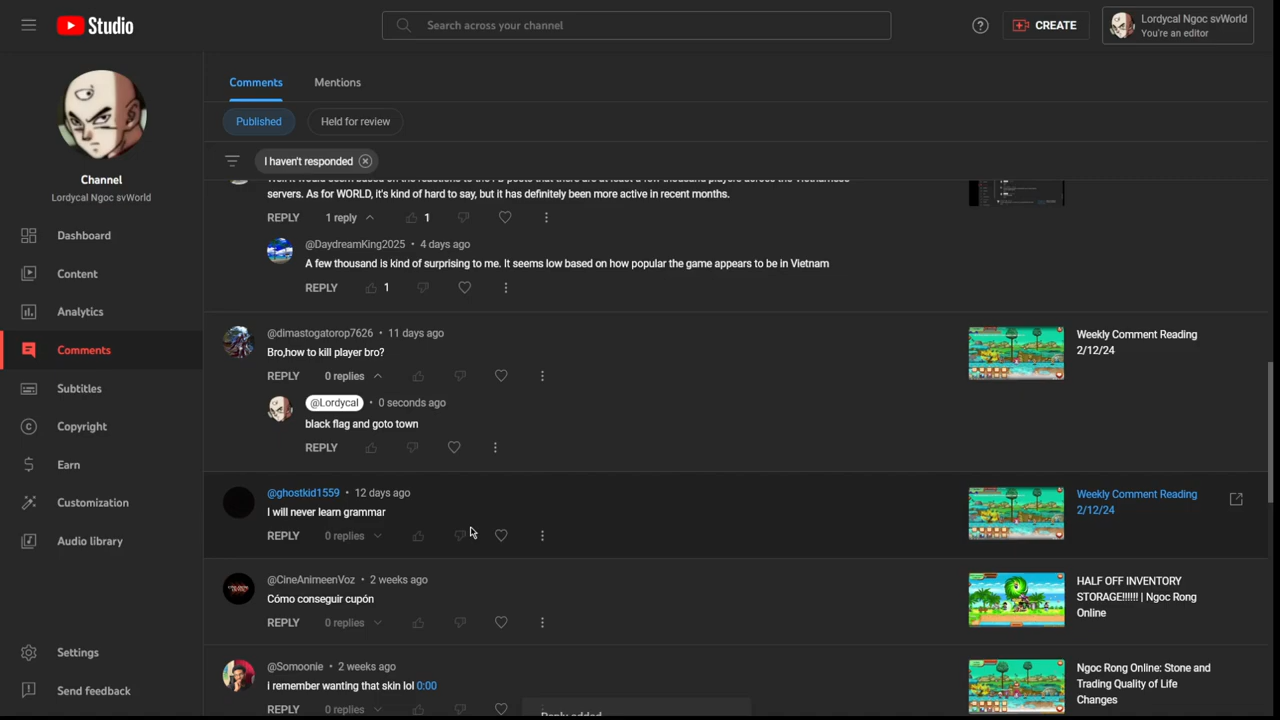 Studio
Search across your channel
CREATE
Lordycal Ngoc svWorld
You're an editor
Channel
Lordycal Ngoc svWorld
Dashboard
Content
Analytics
Comments
Subtitles
Copyright
Earn
Customization
Audio library
Settings
Send feedback
Comments
Mentions
Published
Held for review
I haven't responded
servers. As for WORLD, it's kind of hard to say, but it has definitely been more active in recent months.
REPLY
1 reply
1
@DaydreamKing2025 • 4 days ago
A few thousand is kind of surprising to me. It seems low based on how popular the game appears to be in Vietnam
REPLY
1
@dimastogatorop7626 • 11 days ago
Bro,how to kill player bro?
REPLY
0 replies
Weekly Comment Reading
2/12/24
@Lordycal • 0 seconds ago
black flag and goto town
REPLY
@ghostkid1559 • 12 days ago
I will never learn grammar
REPLY
0 replies
Weekly Comment Reading
2/12/24
@CineAnimeenVoz • 2 weeks ago
Cómo conseguir cupón
REPLY
0 replies
HALF OFF INVENTORY
STORAGE!!!!!! | Ngoc Rong
Online
@Somoonie • 2 weeks ago
i remember wanting that skin lol 0:00
REPLY
0 replies
Ngoc Rong Online: Stone and
Trading Quality of Life
Changes